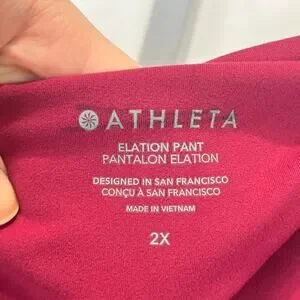 ATHLETA
ELATION PANT
PANTALON ELATION
DESIGNED IN SAN FRANCISCO
CONÇU À SAN FRANCISCO
MADE IN VIETNAM
2X